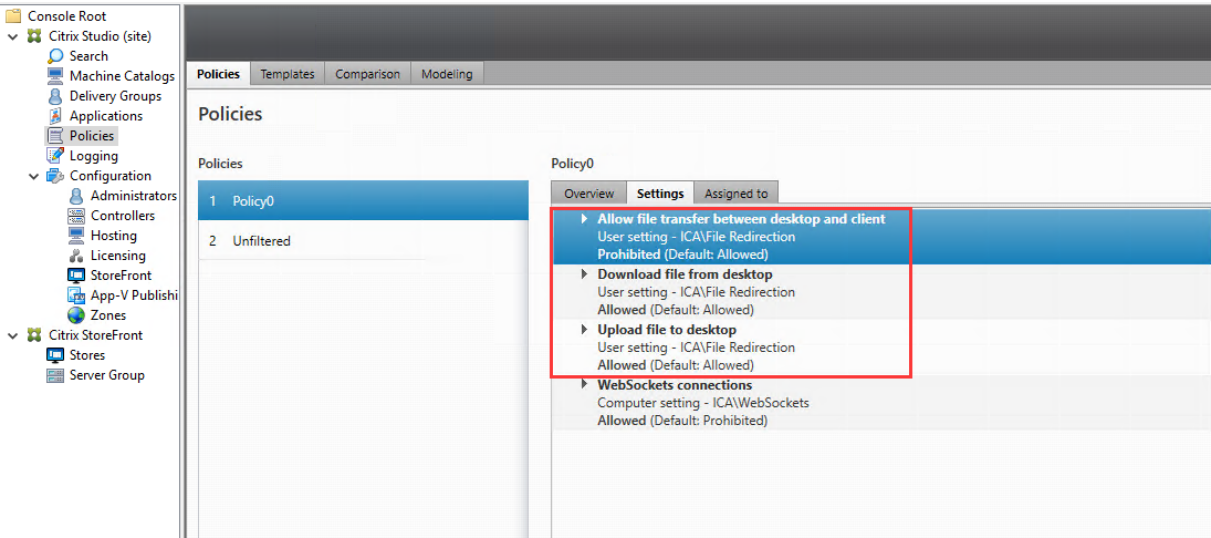 Console Root
Citrix Studio (site)
Search
Machine Catalogs
Delivery Groups
Applications
Policies
Logging
Configuration
Administrators
Controllers
Hosting
Licensing
StoreFront
App-V Publishi
Zones
Citrix StoreFront
Stores
Server Group
Policies Templates Comparison Modeling
Policies
Policies
1 Policy0
2 Unfiltered
Policy0
Overview Settings Assigned to
Allow file transfer between desktop and client
User setting - ICA\File Redirection
Prohibited (Default: Allowed)
Download file from desktop
User setting - ICA\File Redirection
Allowed (Default: Allowed)
Upload file to desktop
User setting - ICA\File Redirection
Allowed (Default: Allowed)
WebSockets connections
Computer setting - ICA\WebSockets
Allowed (Default: Prohibited)